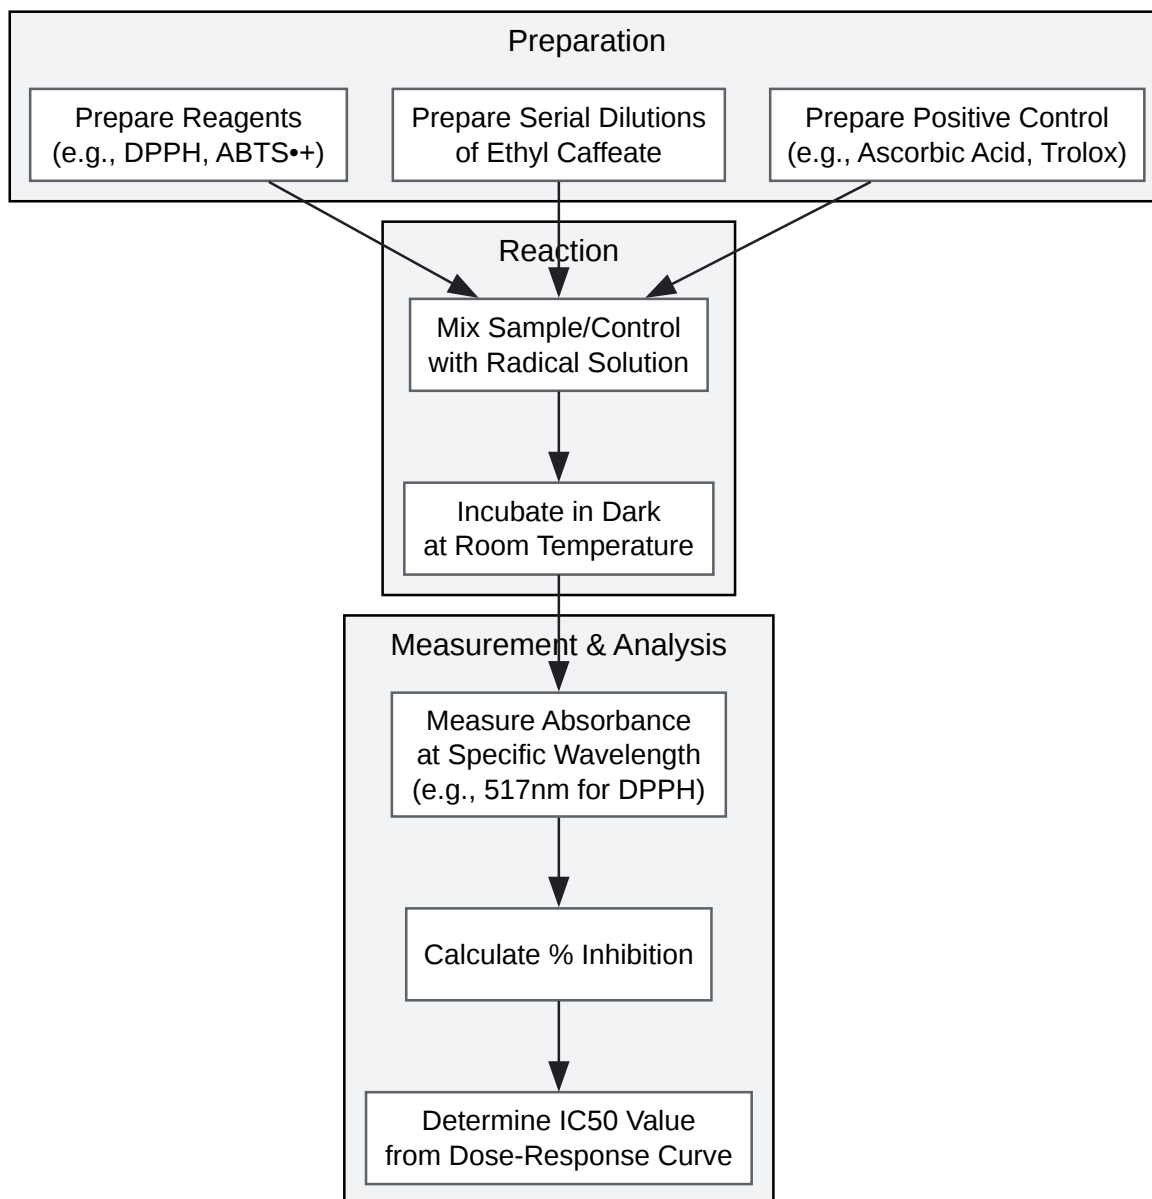 Preparation
Prepare Reagents
(e.g., DPPH, ABTS•+)
Prepare Serial Dilutions
of Ethyl Caffeate
Prepare Positive Control
(e.g., Ascorbic Acid, Trolox)
Reaction
Mix Sample/Control
with Radical Solution
Incubate in Dark
at Room Temperature
Measurement & Analysis
Measure Absorbance
at Specific Wavelength
(e.g., 517nm for DPPH)
Calculate % Inhibition
Determine IC50 Value
from Dose-Response Curve